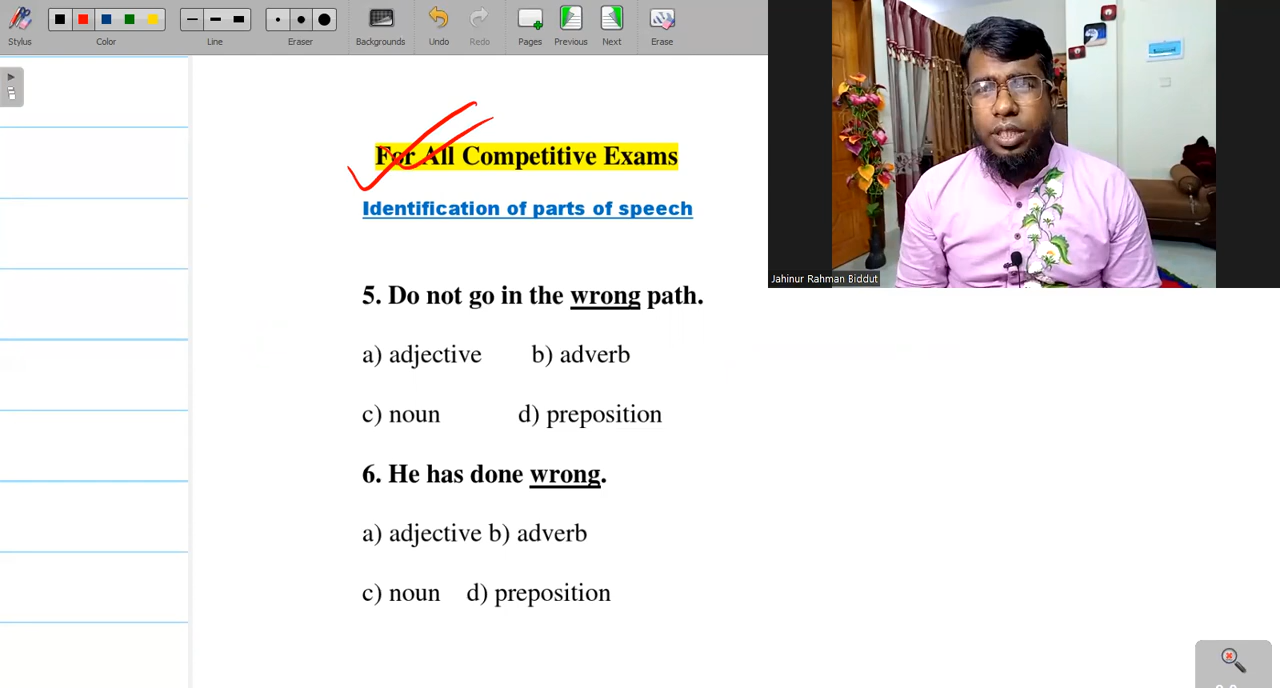 Stylus
Color
Line
Eraser
Backgrounds
Undo
Redo
Pages
Previous
Next
Erase
For All Competitive Exams
Identification of parts of speech
Jahinur Rahman Biddut
5. Do not go in the wrong path.
a) adjective b) adverb
c) noun d) preposition
6. He has done wrong.
a) adjective b) adverb
c) noun d) preposition